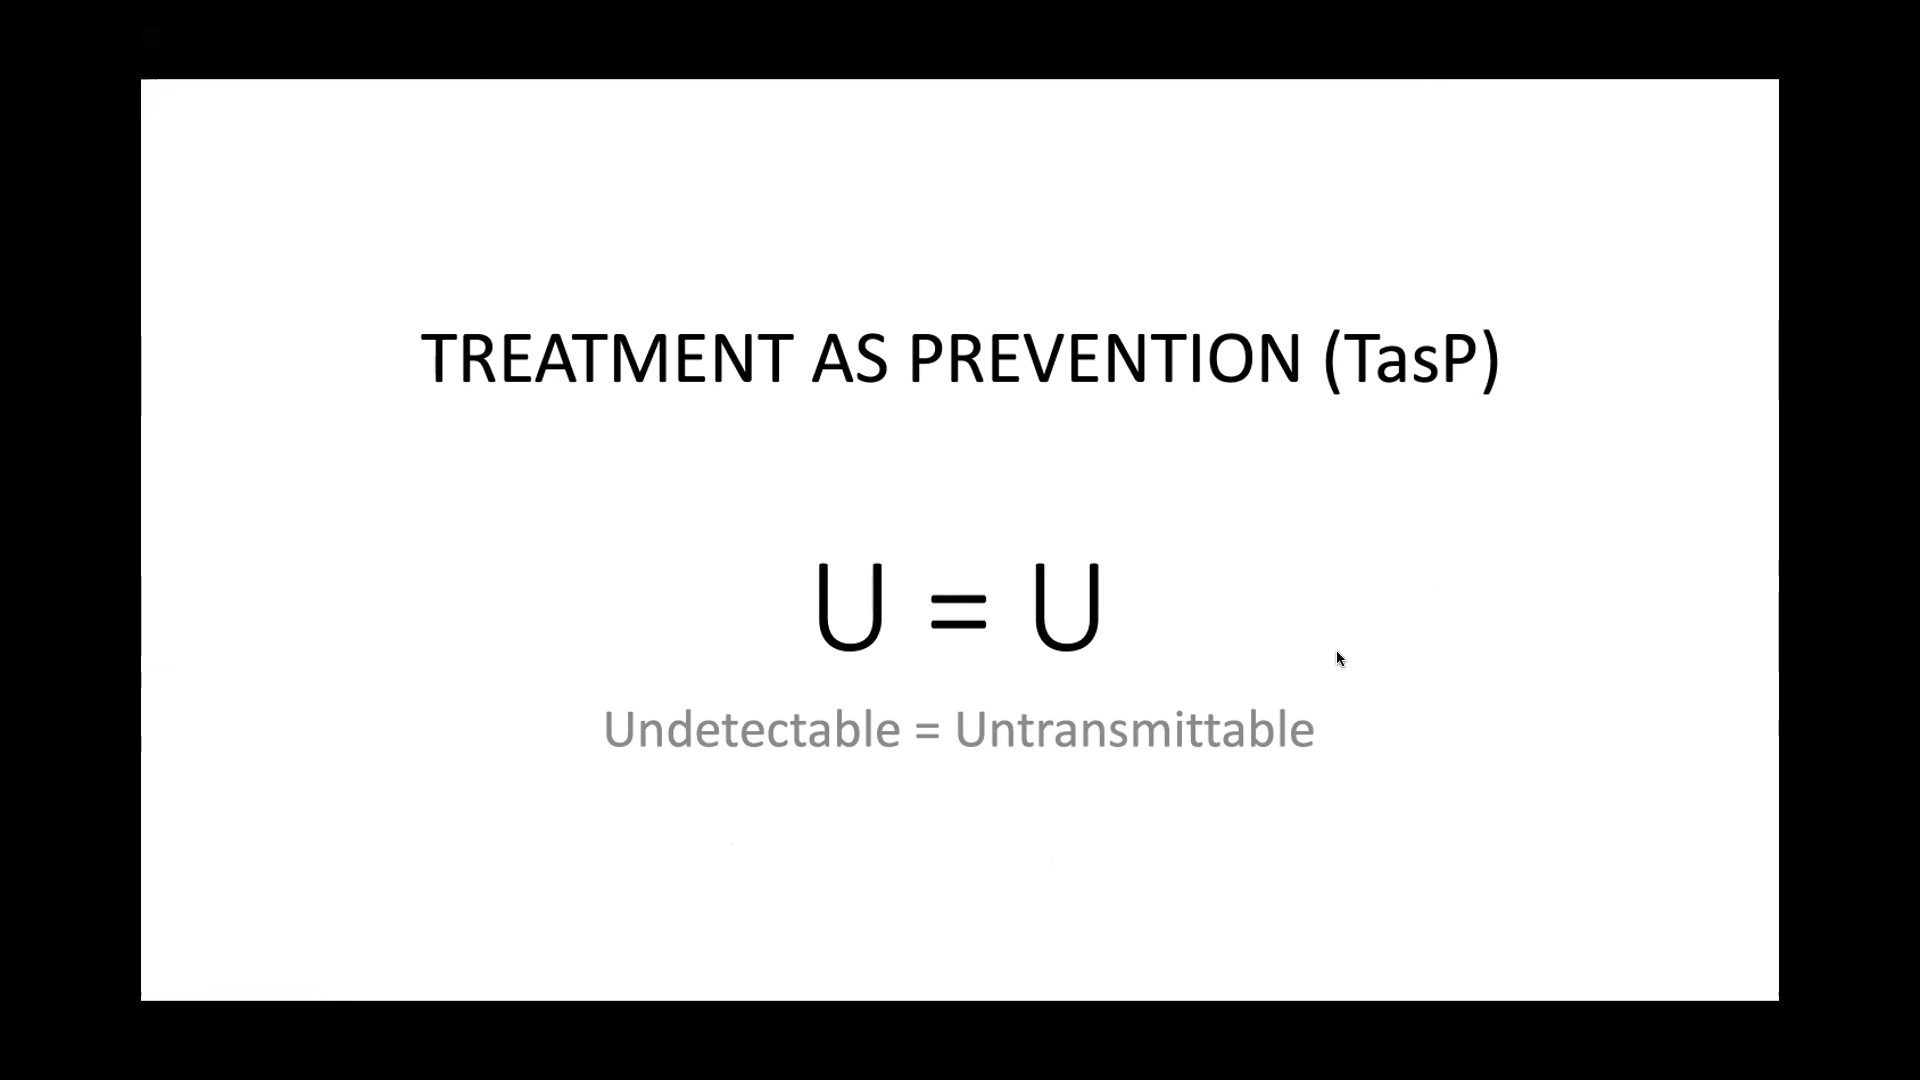 TREATMENT AS PREVENTION (TasP)
U = U
Undetectable = Untransmittable